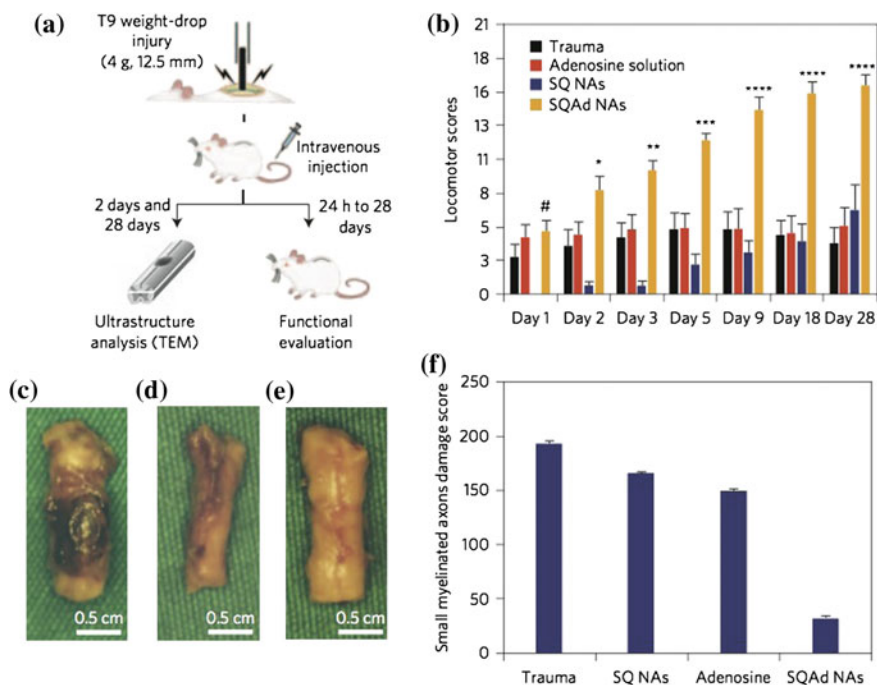 (a)
T9 weight-drop
injury
(4 g, 12.5 mm)
Intravenous
injection
2 days and
28 days
24 h to 28
days
Ultrastructure
analysis (TEM)
Functional
evaluation
(b)
Locomotor scores
21
18
16
13
11
8
5
3
0
Trauma
Adenosine solution
SQ NAs
SQAd NAs
#
*
**
***
****
****
****
Day 1 Day 2 Day 3 Day 5 Day 9 Day 18 Day 28
(c)
0.5 cm
(d)
0.5 cm
(e)
0.5 cm
(f)
Small myelinated axons damage score
250
200
150
100
50
0
Trauma SQ NAs Adenosine SQAd NAs